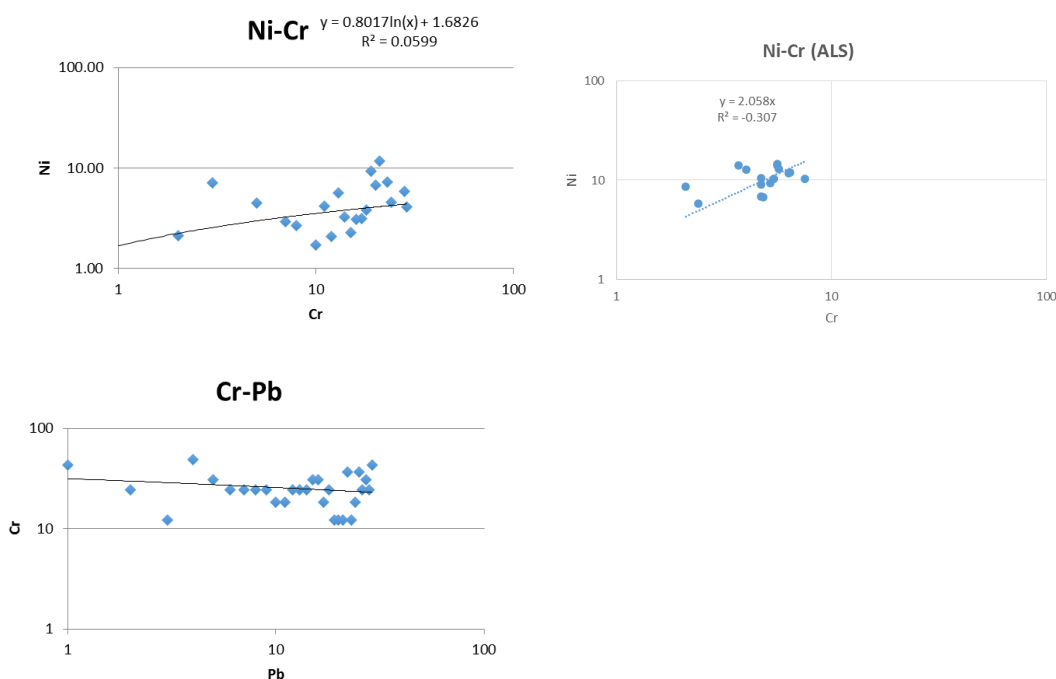 Ni-Cr
y = 0.8017ln(x) + 1.6826
R² = 0.0599
100.00
10.00
1.00
Ni
1
10
100
Cr
Ni-Cr (ALS)
y = 2.058x
R² = -0.307
100
10
1
Ni
1
10
100
Cr
Cr-Pb
100
10
1
Cr
1
10
100
Pb